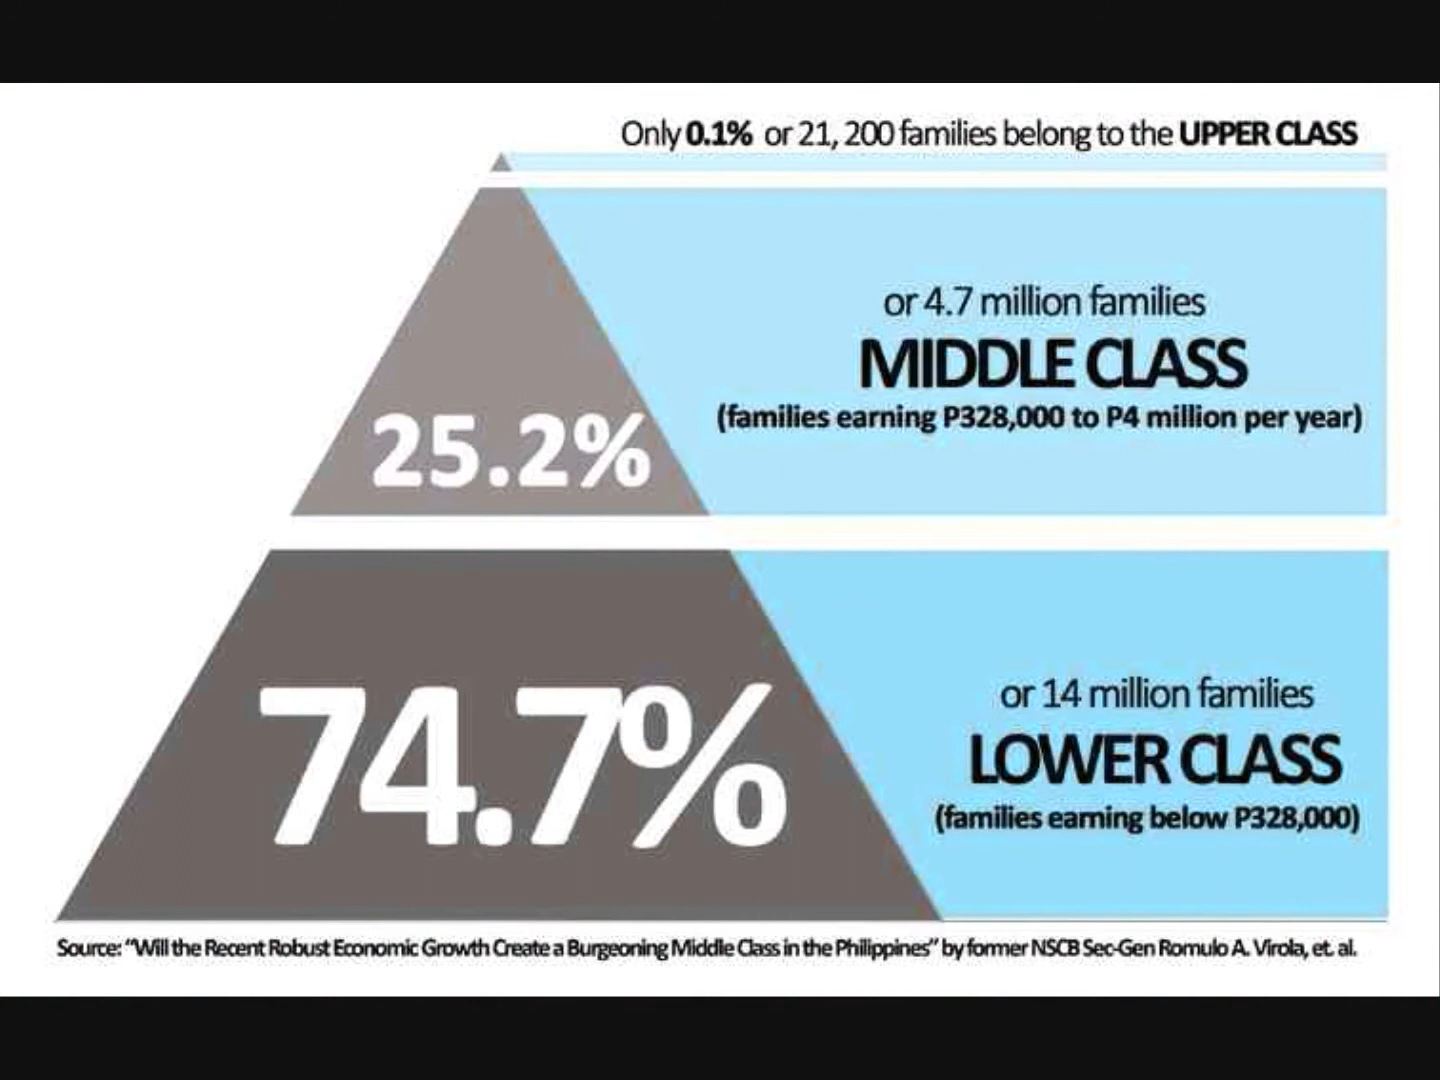 Only 0.1% or 21, 200 families belong to the UPPER CLASS
or 4.7 million families
MIDDLE CLASS
(families earning P328,000 to P4 million per year)
25.2%
or 14 million families
LOWER CLASS
(families earning below P328,000)
74.7%
Source: “Will the Recent Robust Economic Growth Create a Burgeoning Middle Class in the Philippines” by former NSCB Sec-Gen Romulo A. Virola, et. al.